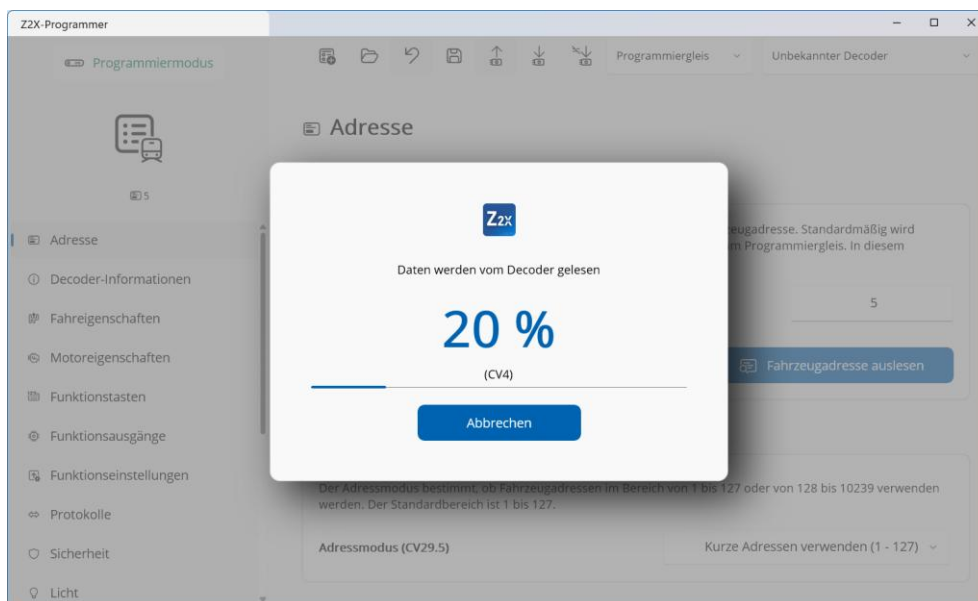 Z2X-Programmer
Programmiermodus
Programmiergleis
Unbekannter Decoder
Adresse
5
Adresse
Decoder-Informationen
Fahreigenschaften
Motoreigenschaften
Funktionstasten
Funktionsausgänge
Funktionseinstellungen
Protokolle
Sicherheit
Licht
Z2X
Daten werden vom Decoder gelesen
20 %
(CV4)
Abbrechen
Standardmäßig wird
Programmiergleis. In diesem
5
Fahrzeugadresse auslesen
Der Adressmodus bestimmt, ob Fahrzeugadressen im Bereich von 1 bis 127 oder von 128 bis 10239 verwenden
werden. Der Standardbereich ist 1 bis 127.
Adressmodus (CV29.5)
Kurze Adressen verwenden (1 - 127)